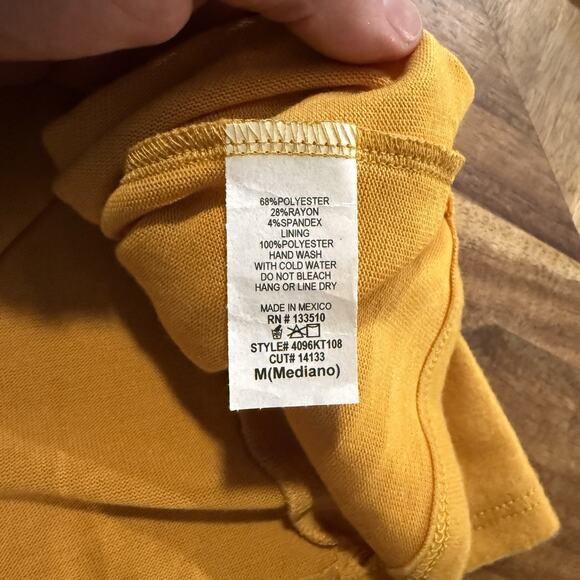 68%POLYESTER
28%RAYON
4%SPANDEX
LINING
100%POLYESTER
HAND WASH
WITH COLD WATER
DO NOT BLEACH
HANG OR LINE DRY
MADE IN MEXICO
RN # 133510
STYLE# 4096KT108
CUT# 14133
M(Mediano)